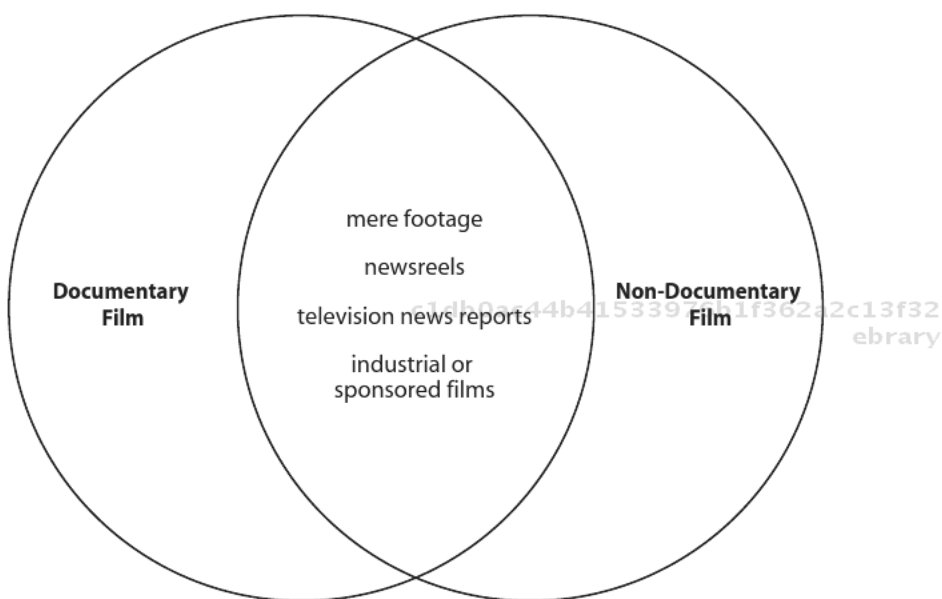 mere footage
newsreels
Documentary
Film
Non-Documentary
Film
television news reports
industrial or
sponsored films
ebrary